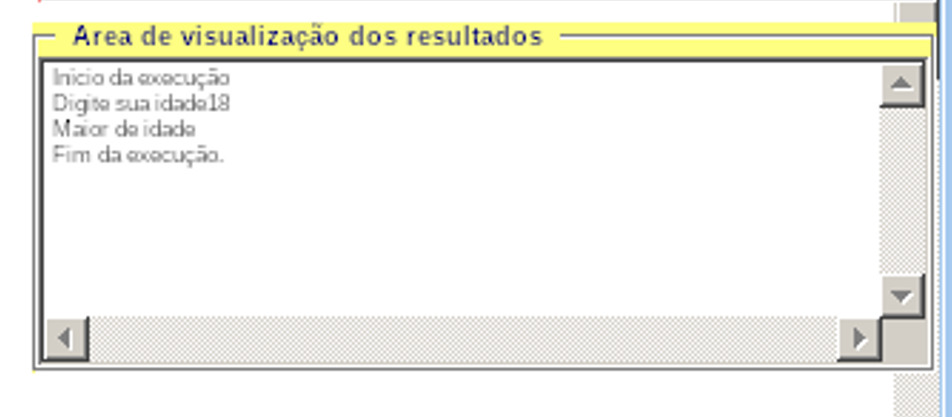 Area de visualização dos resultados
Inicio da execução
Digite sua idade18
Maior de idade
Fim da execução.